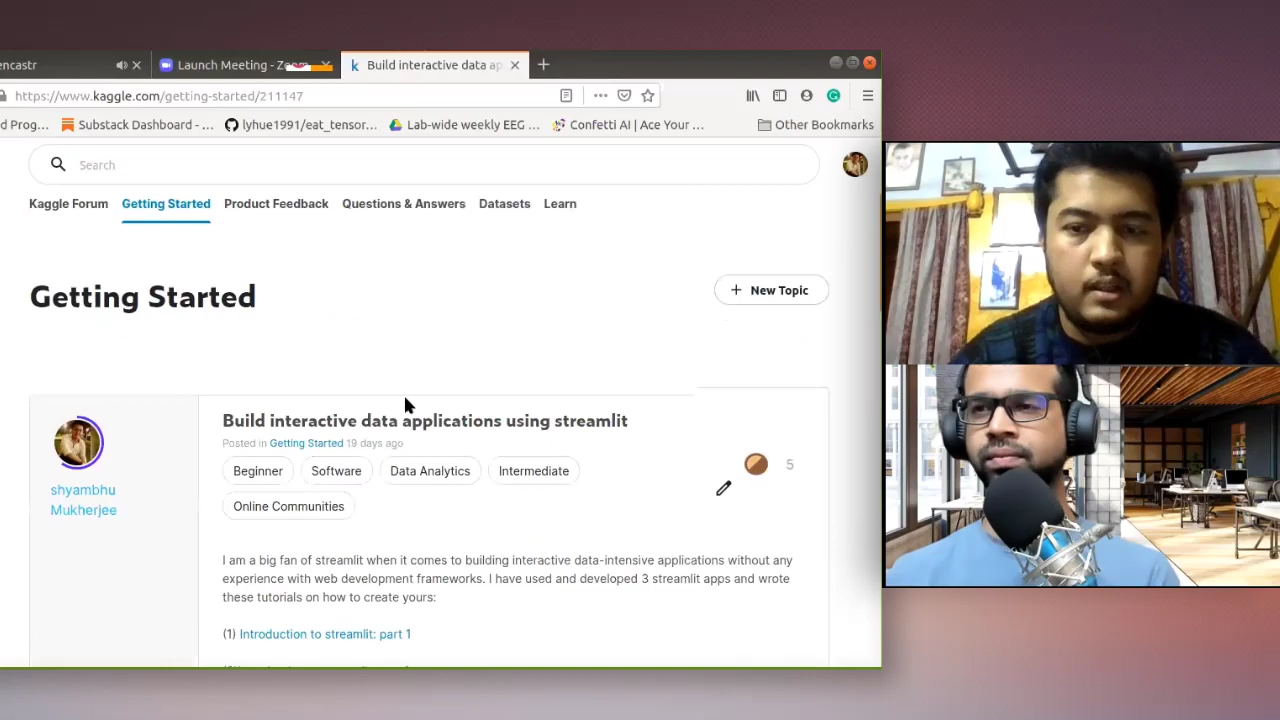 encastr
Launch Meeting - Zoom
Build interactive data ap
https://www.kaggle.com/getting-started/211147
d Prog...
Substack Dashboard - ...
lyhue1991/eat_tensor...
Lab-wide weekly EEG ...
Confetti AI | Ace Your ...
Other Bookmarks
Search
Kaggle Forum
Getting Started
Product Feedback
Questions & Answers
Datasets
Learn
Getting Started
+ New Topic
Build interactive data applications using streamlit
Posted in Getting Started 19 days ago
Beginner
Software
Data Analytics
Intermediate
5
Online Communities
shyambhu
Mukherjee
I am a big fan of streamlit when it comes to building interactive data-intensive applications without any
experience with web development frameworks. I have used and developed 3 streamlit apps and wrote
these tutorials on how to create yours:
(1) Introduction to streamlit: part 1